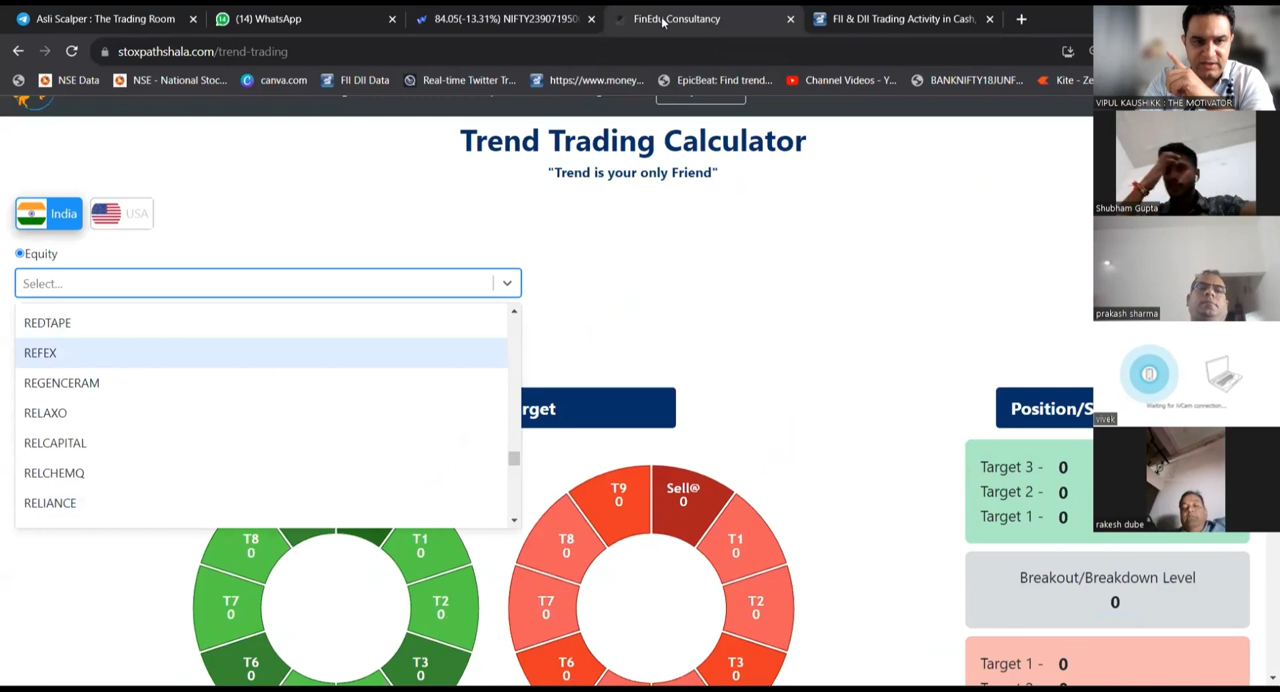 Asli Scalper : The Trading Room
(14) WhatsApp
84.05(-13.31%) NIFTY239071950
FinEdu Consultancy
FII & DII Trading Activity in Cash,
stoxpathshala.com/trend-trading
NSE Data
NSE - National Stoc...
canva.com
FII DII Data
Real-time Twitter Tr...
https://www.money...
EpicBeat: Find trend...
Channel Videos - Y...
BANKNIFTY18JUNF...
Kite - Ze
VIPUL KAUSHIKK : THE MOTIVATOR
Trend Trading Calculator
"Trend is your only Friend"
India
USA
Shubham Gupta
Equity
Select...
REDTAPE
REFEX
REGENCERAM
RELAXO
RELCAPITAL
RELCHEMQ
RELIANCE
prakash sharma
Waiting for iVCam connection...
vivek
rget
Position/S
Target 3 - 0
Target 2 - 0
Target 1 - 0
rakesh dube
T8
0
T1
0
T7
0
T2
0
T6
0
T3
0
T9
0
Sell@
0
T8
0
T1
0
T7
0
T2
0
T6
0
T3
0
Breakout/Breakdown Level
0
Target 1 - 0